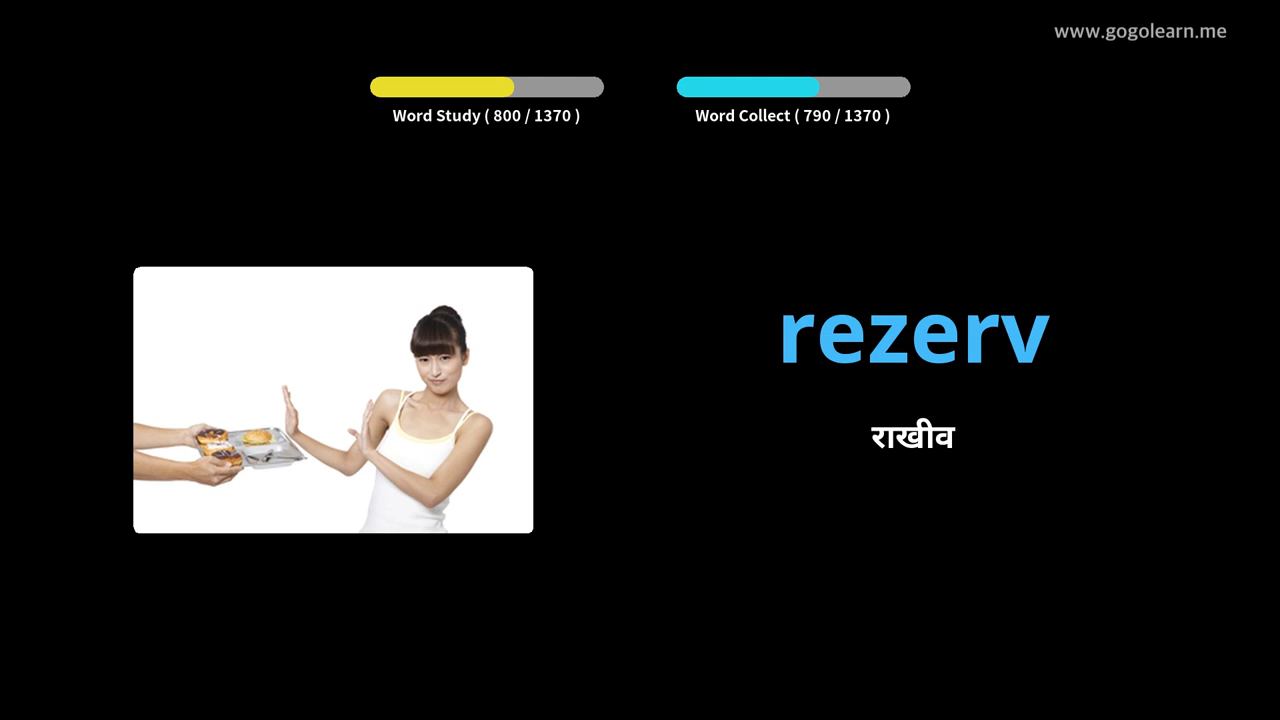 www.gogolearn.me
Word Study ( 800 / 1370 )
Word Collect ( 790 / 1370 )
rezerv
राखीव